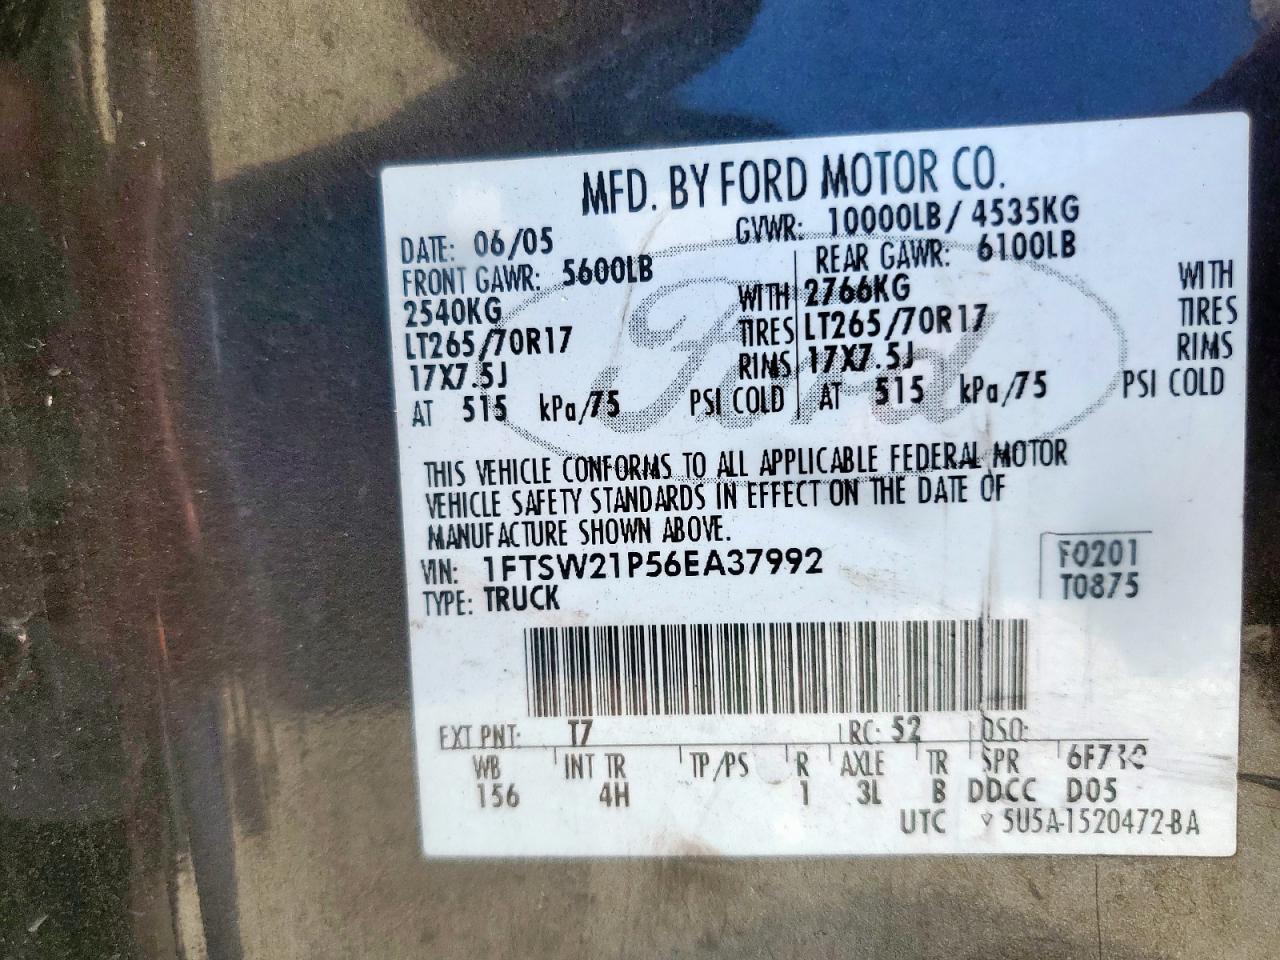 MFD. BY FORD MOTOR CO.
DATE: 06/05 GVWR: 10000LB/ 4535KG
FRONT GAWR: 5600LB REAR GAWR: 6100LB
2540KG WITH 2766KG WITH
LT265/70R17 TIRES LT265/70R17 TIRES
17X7.5J RIMS 17X7.5J RIMS
AT 515 kPa/75 PSI COLD AT 515 kPa/75 PSI COLD
Ford
THIS VEHICLE CONFORMS TO ALL APPLICABLE FEDERAL MOTOR
VEHICLE SAFETY STANDARDS IN EFFECT ON THE DATE OF
MANUFACTURE SHOWN ABOVE.
VIN: 1FTSW21P56EA37992 F0201
TYPE: TRUCK T0875
EXT PNT: T7 RC: 52 DSO:
WB INT TR TP/PS R AXLE TR SPR
156 4H 1 3L B DDCC D05
UTC 5U5A-1520472-BA